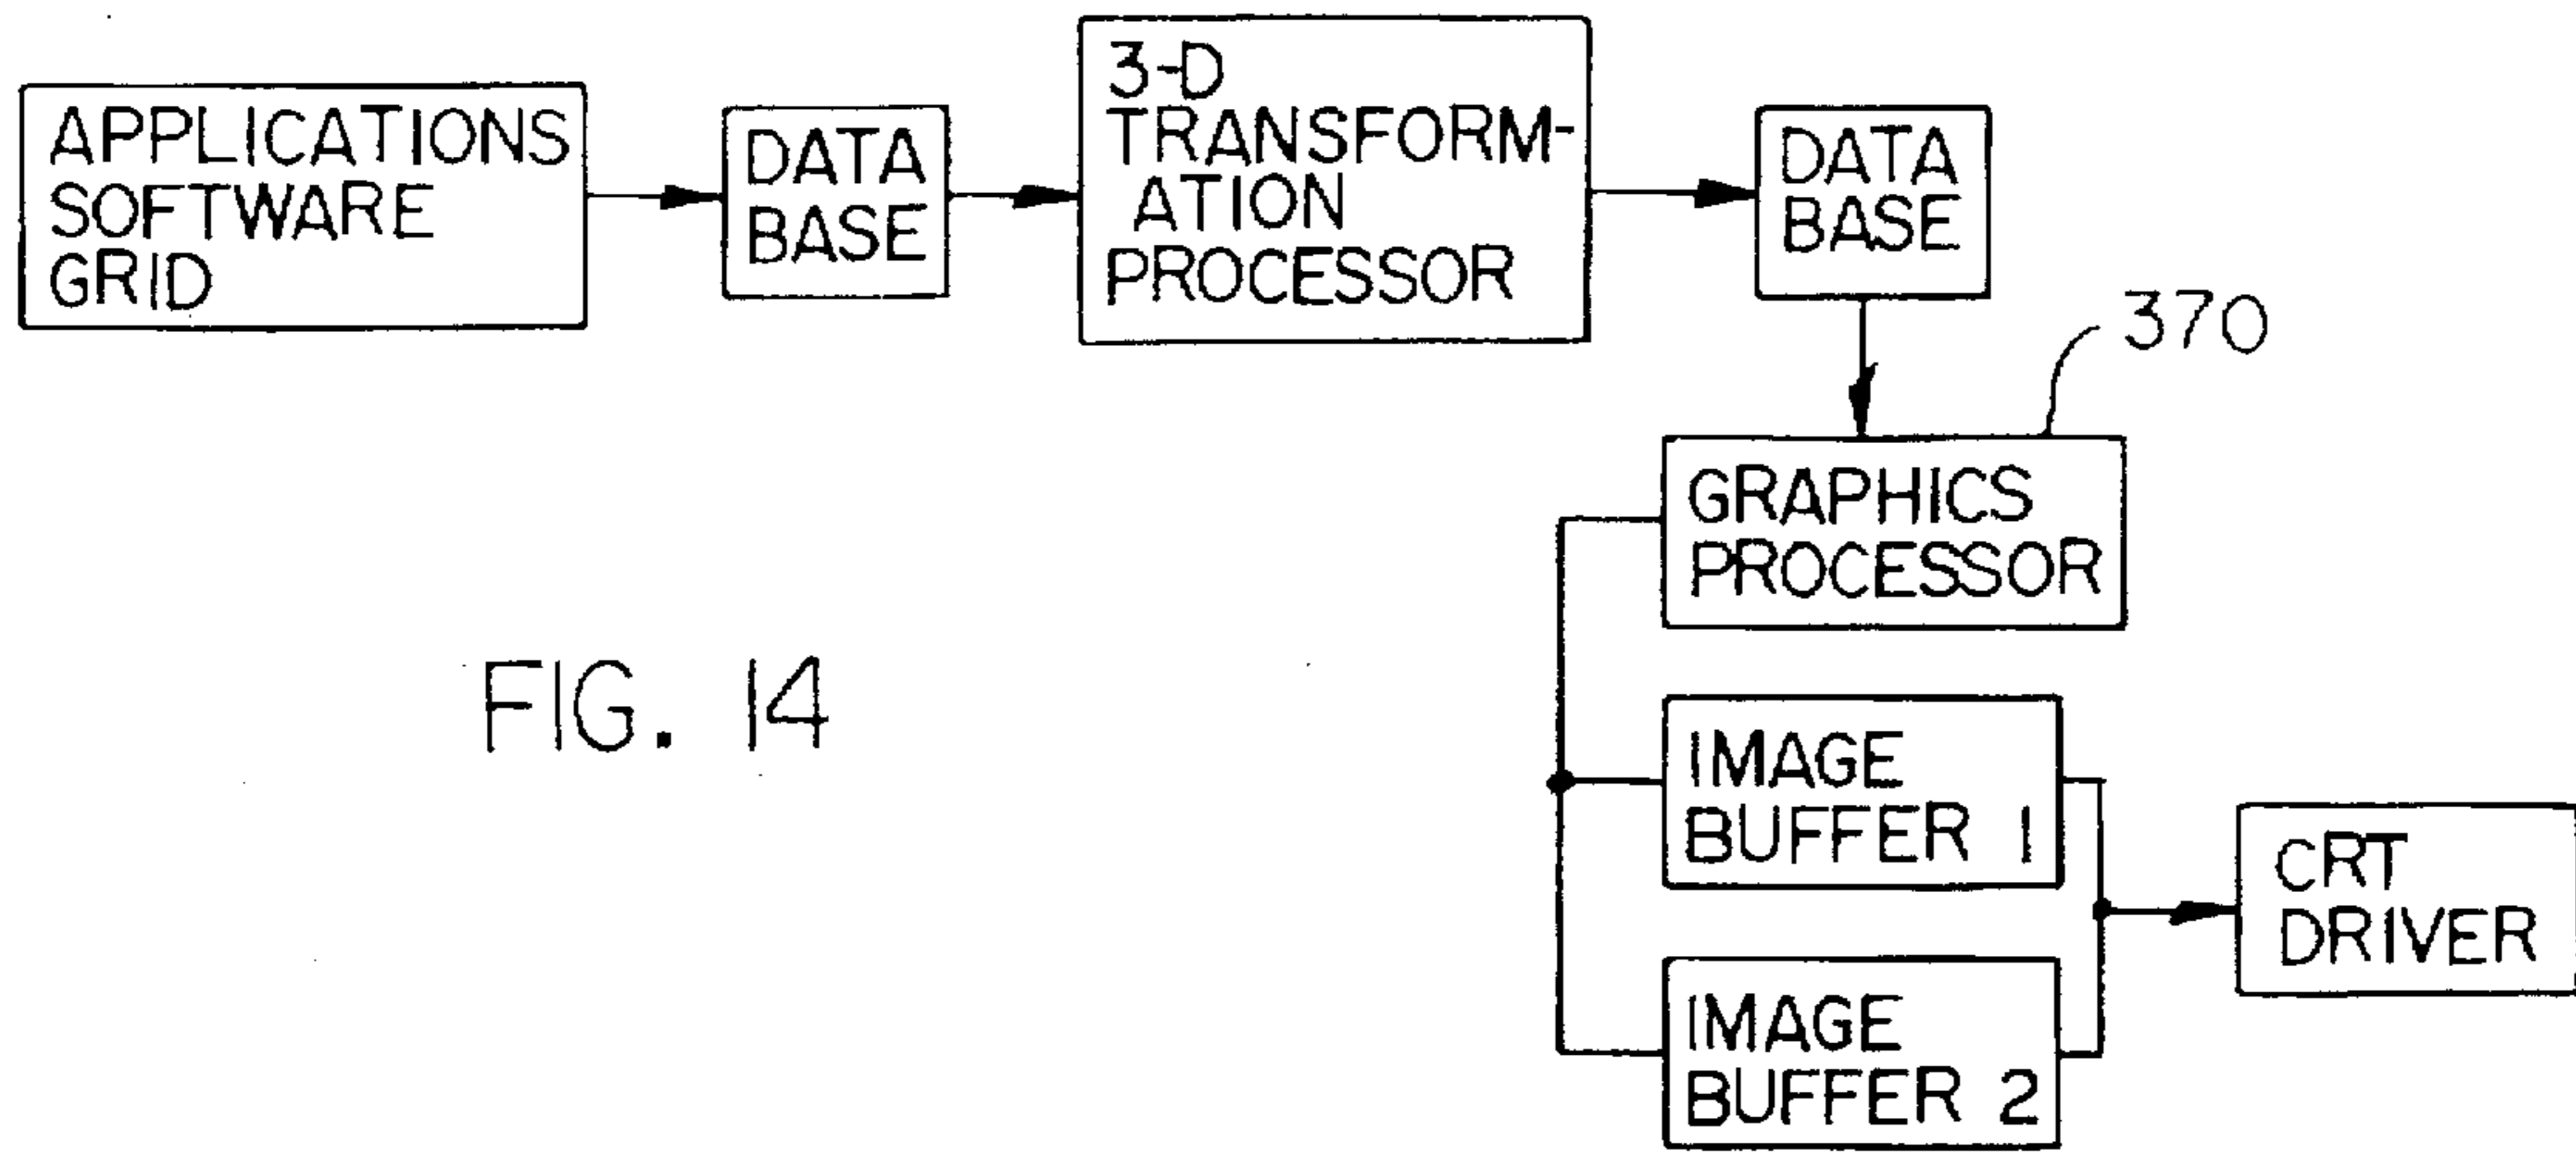 APPLICATIONS
SOFTWARE
GRID
DATA
BASE
3-D
TRANSFORM-
ATION
PROCESSOR
DATA
BASE
370
GRAPHICS
PROCESSOR
IMAGE
BUFFER 1
IMAGE
BUFFER 2
CRT
DRIVER
FIG. 14